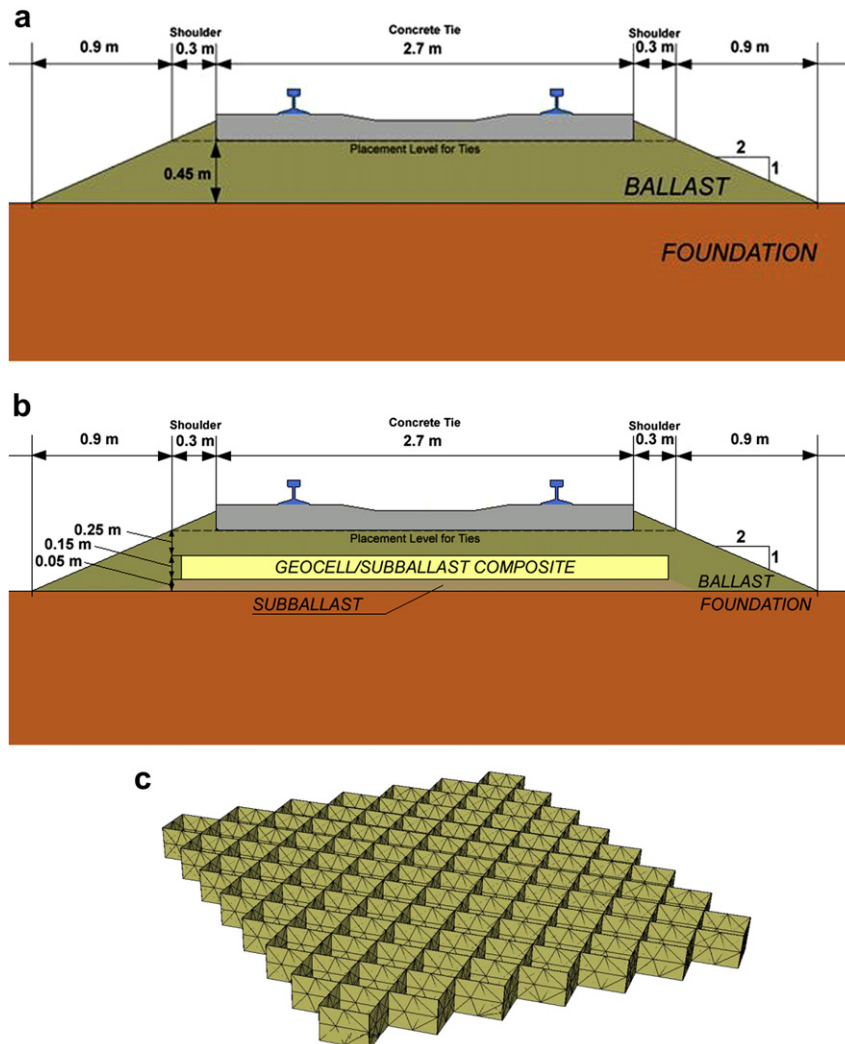 a
Shoulder
Concrete Tie
Shoulder
0.9 m
0.3 m
2.7 m
0.3 m
0.9 m
Placement Level for Ties
2
1
0.45 m
BALLAST
FOUNDATION
b
Shoulder
Concrete Tie
Shoulder
0.9 m
0.3 m
2.7 m
0.3 m
0.9 m
0.25 m
Placement Level for Ties
2
1
0.15 m
0.05 m
GEOCELL/SUBBALLAST COMPOSITE
BALLAST
SUBBALLAST
FOUNDATION
c